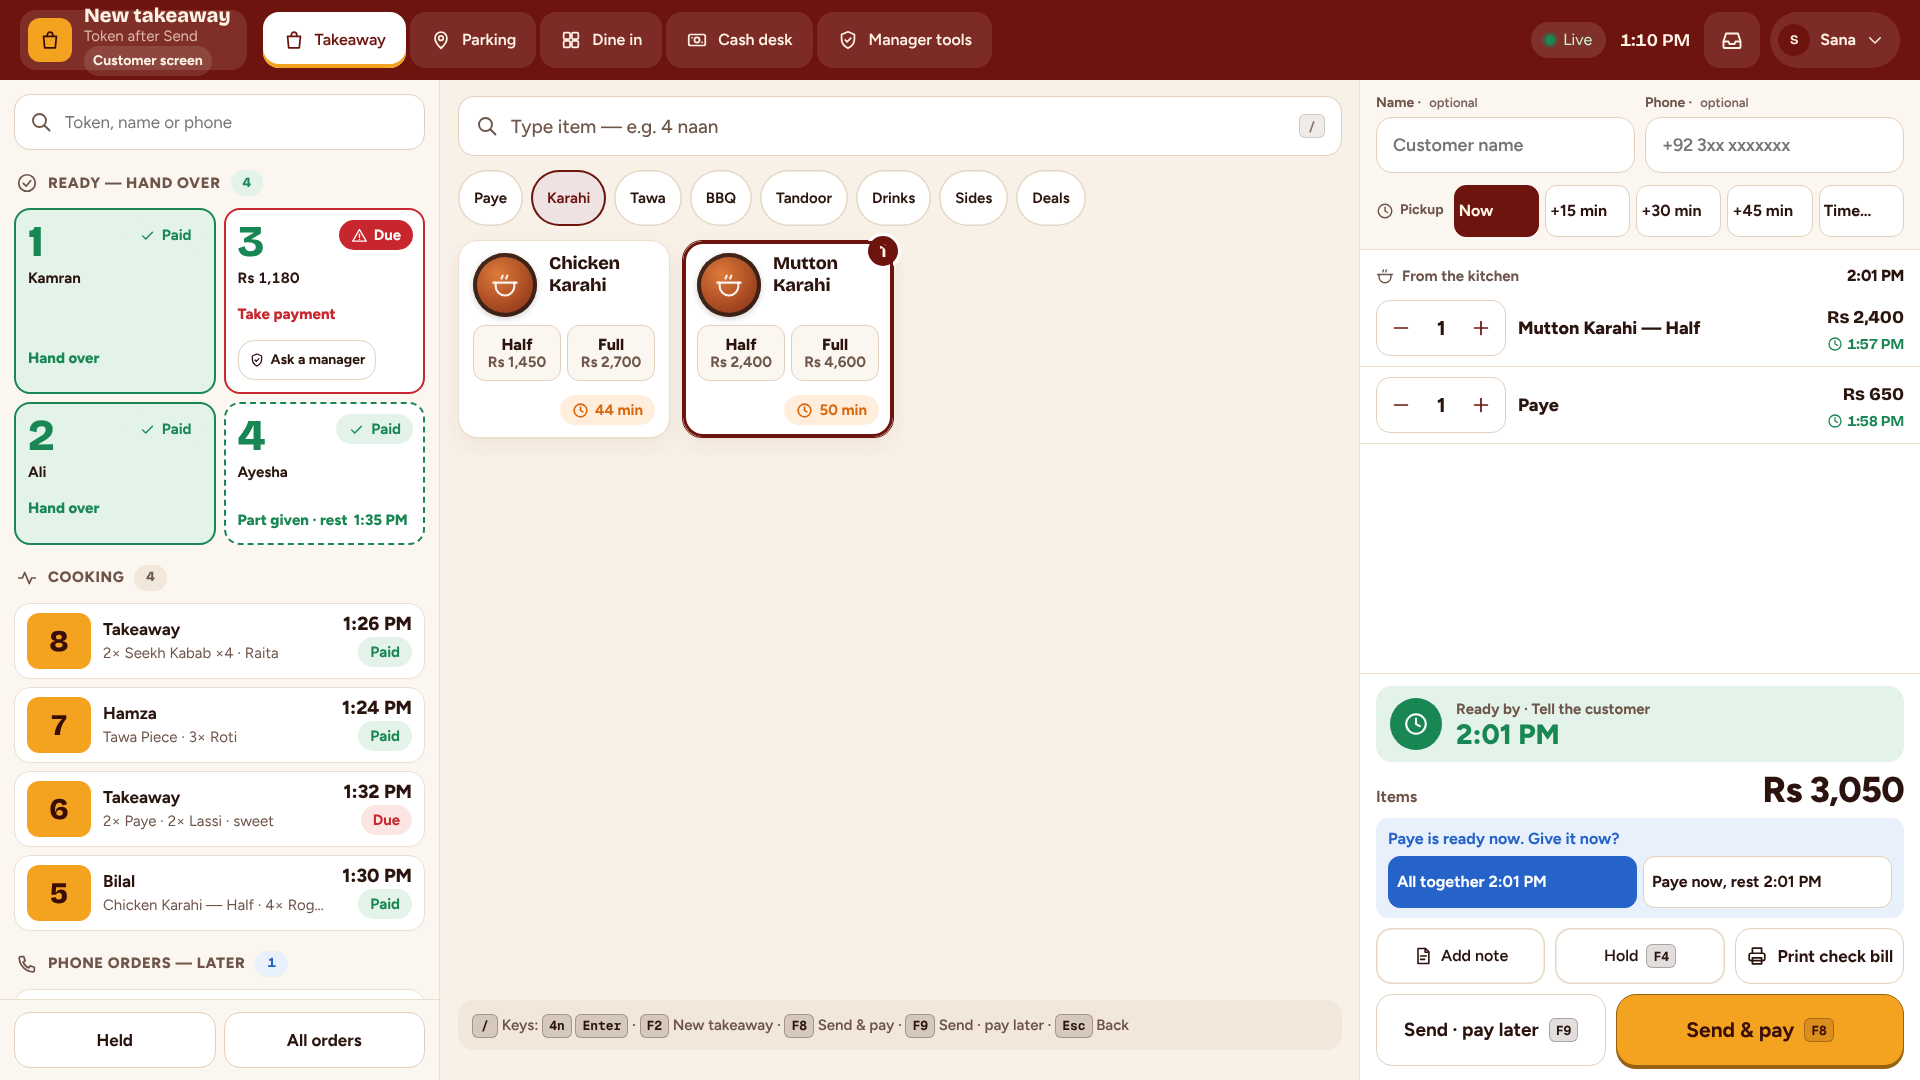 New takeaway
Token after Send
Customer screen
Takeaway
Parking
Dine in
Cash desk
Manager tools
Live
1:10 PM
S
Sana
Token, name or phone
READY — HAND OVER 4
1
Paid
Kamran
Hand over
3
Due
Rs 1,180
Take payment
Ask a manager
2
Paid
Ali
Hand over
4
Paid
Ayesha
Part given · rest 1:35 PM
COOKING 4
8
Takeaway
1:26 PM
2× Seekh Kabab ×4 · Raita
Paid
7
Hamza
1:24 PM
Tawa Piece · 3× Roti
Paid
6
Takeaway
1:32 PM
2× Paye · 2× Lassi · sweet
Due
5
Bilal
1:30 PM
Chicken Karahi — Half · 4× Rog...
Paid
PHONE ORDERS — LATER 1
Held
All orders
Type item — e.g. 4 naan
/
Paye
Karahi
Tawa
BBQ
Tandoor
Drinks
Sides
Deals
Chicken
Karahi
Half
Rs 1,450
Full
Rs 2,700
44 min
1
Mutton
Karahi
Half
Rs 2,400
Full
Rs 4,600
50 min
/ Keys: 4n Enter · F2 New takeaway · F8 Send & pay · F9 Send · pay later · Esc Back
Name · optional
Phone · optional
Customer name
+92 3xx xxxxxxx
Pickup
Now
+15 min
+30 min
+45 min
Time...
From the kitchen
2:01 PM
− 1 +
Mutton Karahi — Half
Rs 2,400
1:57 PM
− 1 +
Paye
Rs 650
1:58 PM
Ready by · Tell the customer
2:01 PM
Items
Rs 3,050
Paye is ready now. Give it now?
All together 2:01 PM
Paye now, rest 2:01 PM
Add note
Hold F4
Print check bill
Send · pay later F9
Send & pay F8